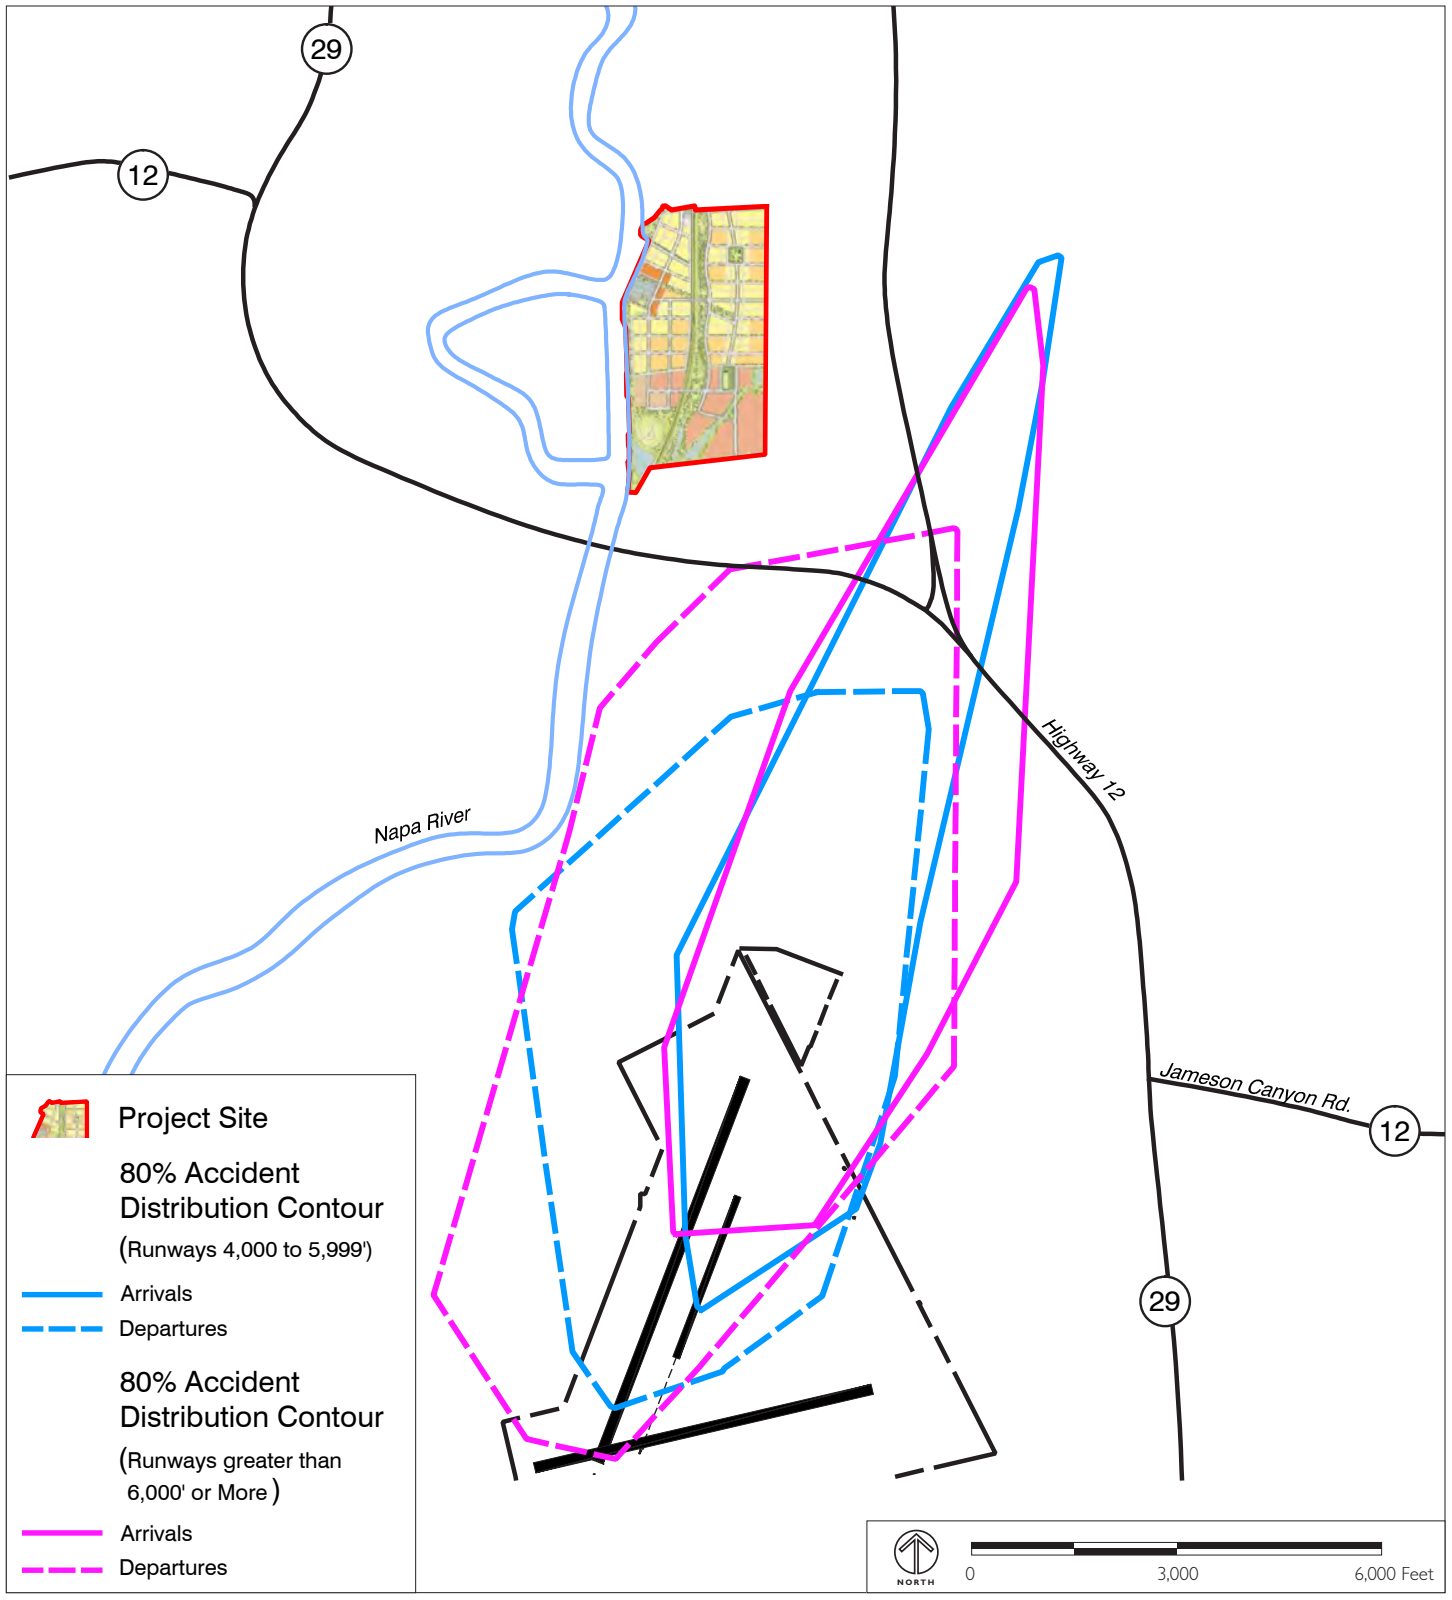 29
12
Highway 12
Napa River
Jameson Canyon Rd.
12
29
Project Site
80% Accident
Distribution Contour
(Runways 4,000 to 5,999')
Arrivals
Departures
80% Accident
Distribution Contour
(Runways greater than
6,000' or More )
Arrivals
Departures
NORTH
0 3,000 6,000 Feet